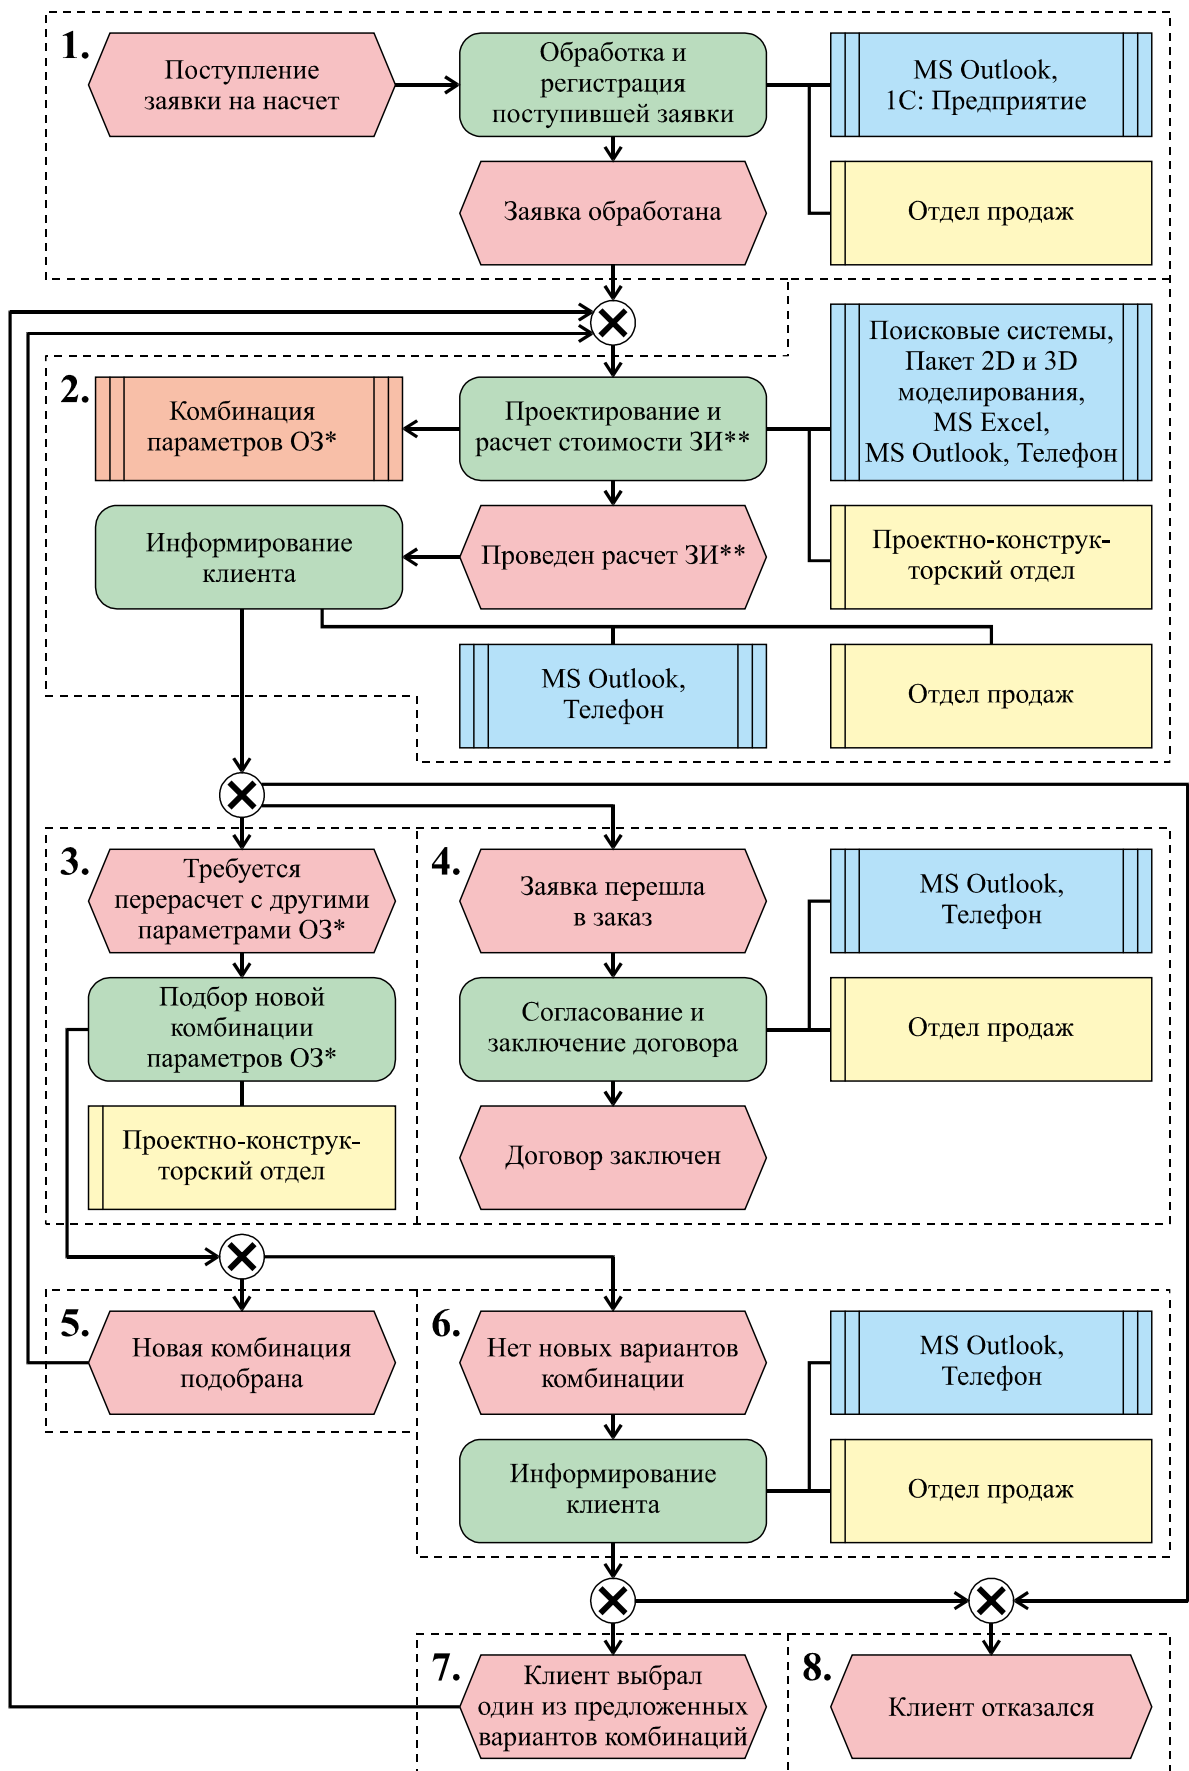 1.
Поступление
заявки на насчет
Обработка и
регистрация
поступившей заявки
MS Outlook,
1С: Предприятие
Заявка обработана
Отдел продаж
2.
Комбинация
параметров ОЗ*
Проектирование и
расчет стоимости ЗИ**
Поисковые системы,
Пакет 2D и 3D
моделирования,
MS Excel,
MS Outlook, Телефон
Информирование
клиента
Проведен расчет ЗИ**
Проектно-конструк-
торский отдел
MS Outlook,
Телефон
Отдел продаж
3.
Требуется
перерасчет с другими
параметрами ОЗ*
4.
Заявка перешла
в заказ
MS Outlook,
Телефон
Подбор новой
комбинации
параметров ОЗ*
Согласование и
заключение договора
Отдел продаж
Проектно-конструк-
торский отдел
Договор заключен
5.
Новая комбинация
подобрана
6.
Нет новых вариантов
комбинации
MS Outlook,
Телефон
Информирование
клиента
Отдел продаж
7.
Клиент выбрал
один из предложенных
вариантов комбинаций
8.
Клиент отказался